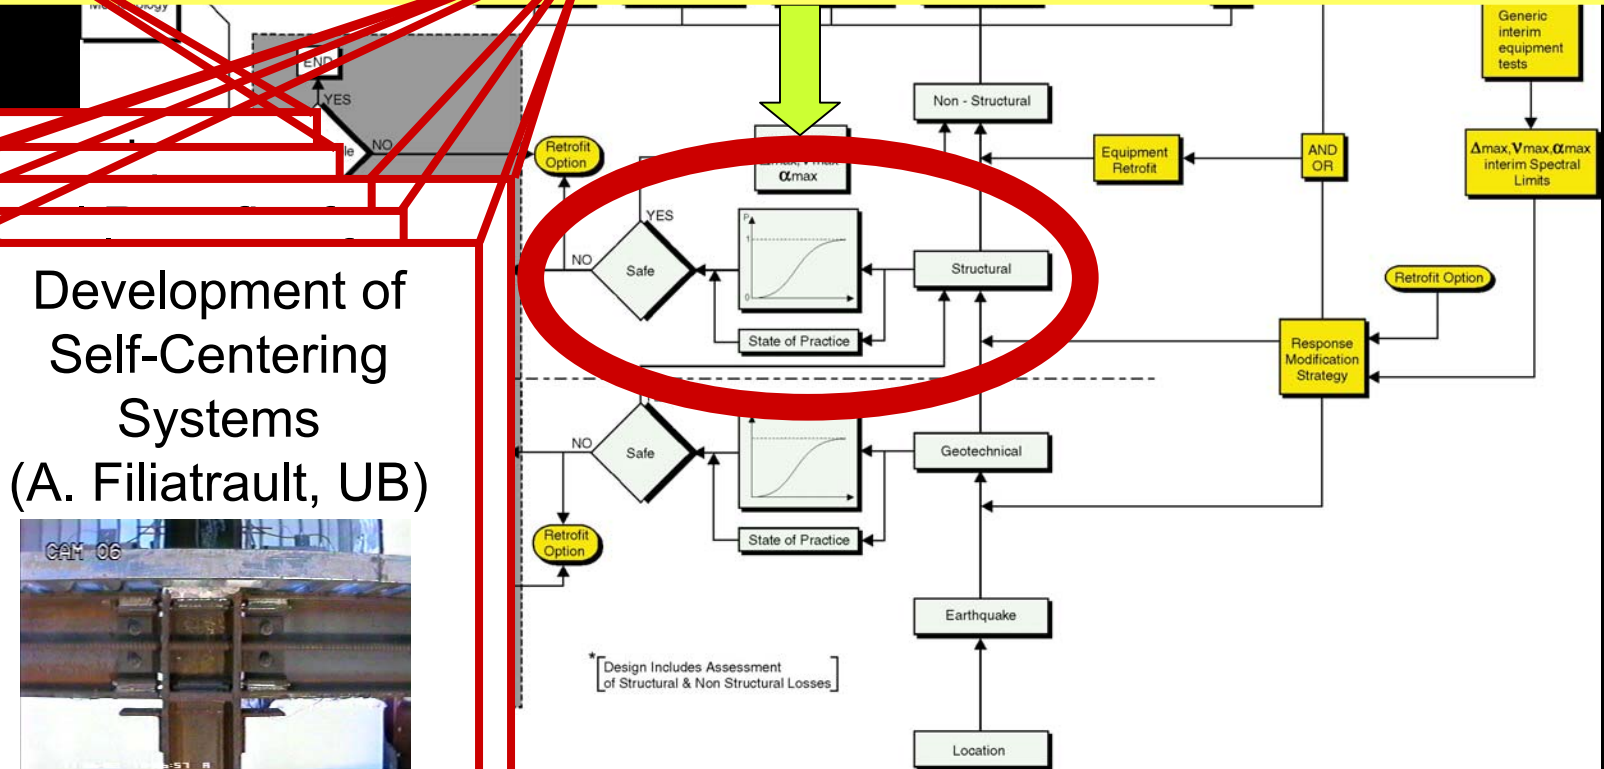 Generic
interim
equipment
tests
END
YES
NO
Non - Structural
Retrofit
Option
Equipment
Retrofit
AND
OR
Δmax,νmax,αmax
interim Spectral
Limits
αmax
YES
P
1
0
NO
Safe
Structural
State of Practice
Retrofit Option
Response
Modification
Strategy
Development of
Self-Centering
Systems
(A. Filiatrault, UB)
CAM 06
NO
Safe
Geotechnical
State of Practice
Retrofit
Option
Earthquake
*[Design Includes Assessment
of Structural & Non Structural Losses]
Location